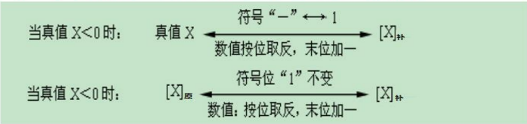 符号“－”⟷ 1
当真值 X<0 时： 真值 X ⟷ [X]补
数值按位取反，末位加一
符号位“1”不变
当真值 X<0 时： [X]原 ⟷ [X]补
数值：按位取反，末位加一